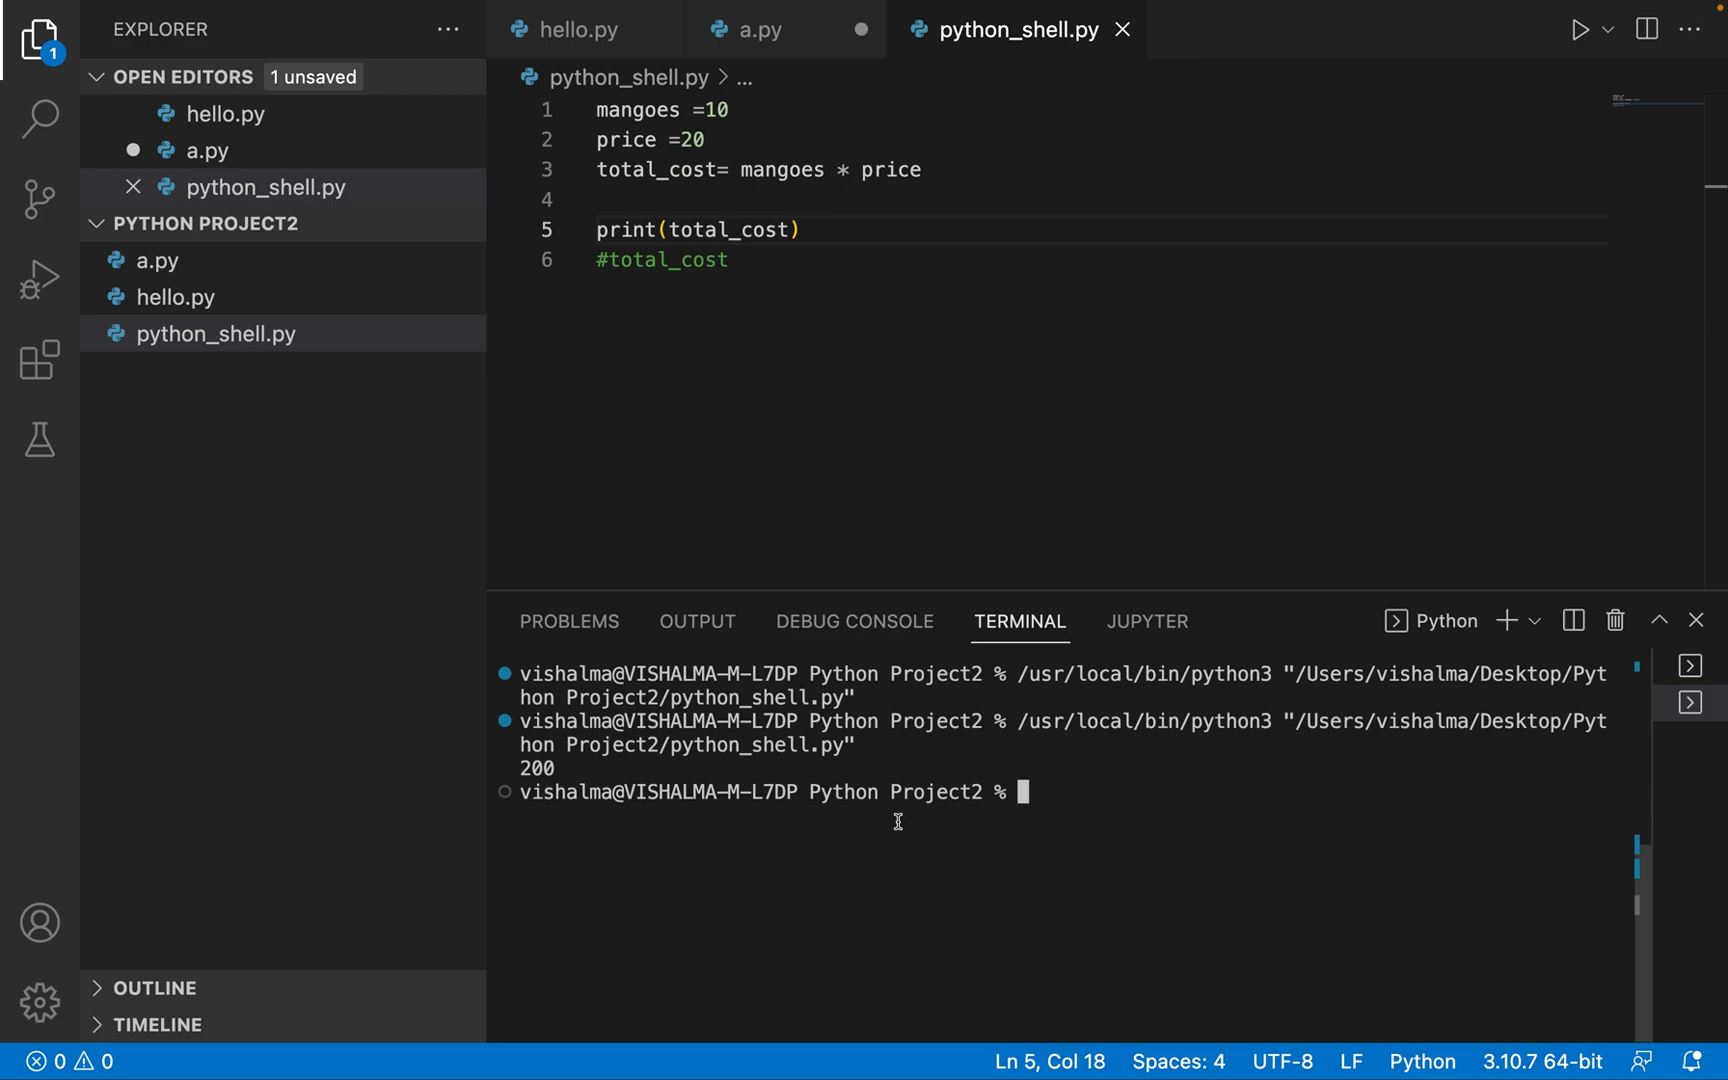 EXPLORER
hello.py
a.py
python_shell.py
OPEN EDITORS 1 unsaved
hello.py
a.py
python_shell.py
PYTHON PROJECT2
a.py
hello.py
python_shell.py
OUTLINE
TIMELINE
1
python_shell.py > ...
1 mangoes =10
2 price =20
3 total_cost= mangoes * price
4
5 print(total_cost)
6 #total_cost
PROBLEMS OUTPUT DEBUG CONSOLE TERMINAL JUPYTER
Python
vishalma@VISHALMA-M-L7DP Python Project2 % /usr/local/bin/python3 "/Users/vishalma/Desktop/Pyt
hon Project2/python_shell.py"
vishalma@VISHALMA-M-L7DP Python Project2 % /usr/local/bin/python3 "/Users/vishalma/Desktop/Pyt
hon Project2/python_shell.py"
200
vishalma@VISHALMA-M-L7DP Python Project2 %
0 0
Ln 5, Col 18 Spaces: 4 UTF-8 LF Python 3.10.7 64-bit